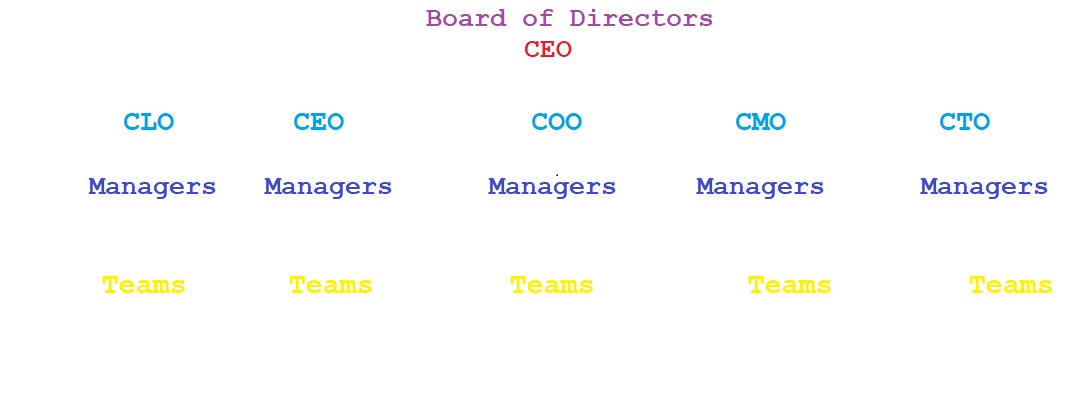 Board of Directors
CEO
CLO CEO COO CMO CTO
Managers Managers Managers Managers Managers
Teams Teams Teams Teams Teams